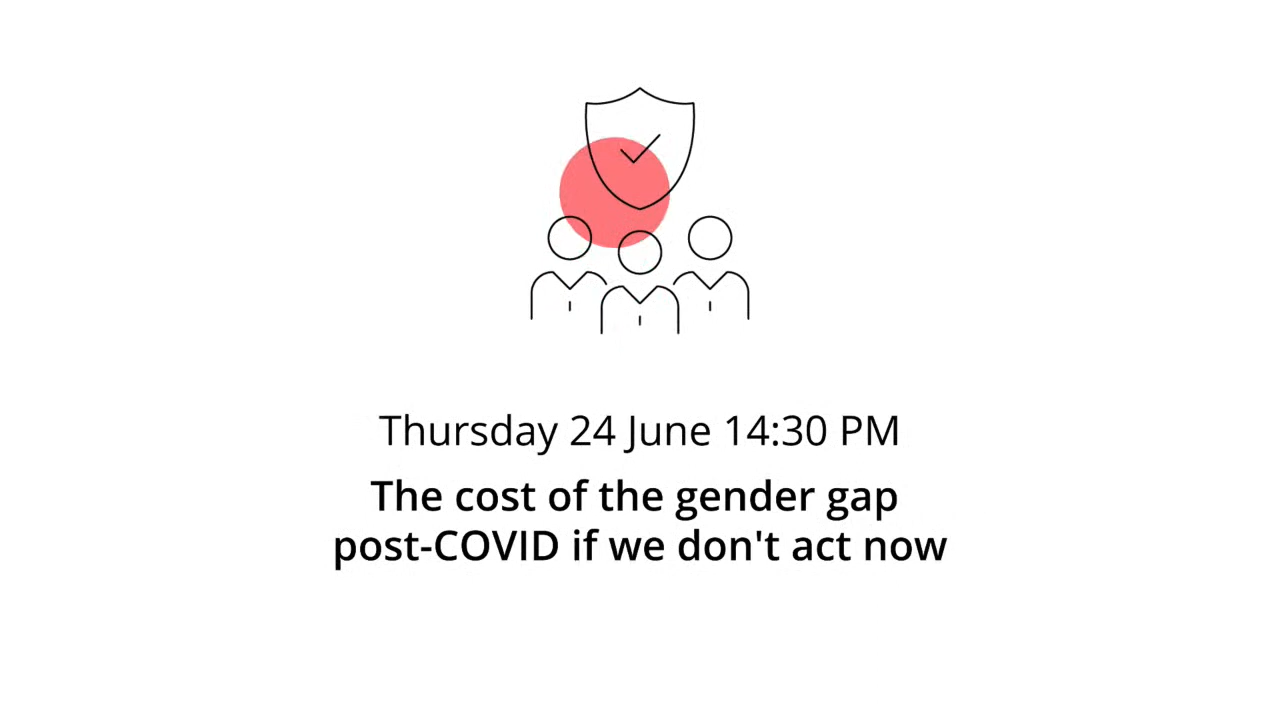 Thursday 24 June 14:30 PM
The cost of the gender gap
post-COVID if we don't act now